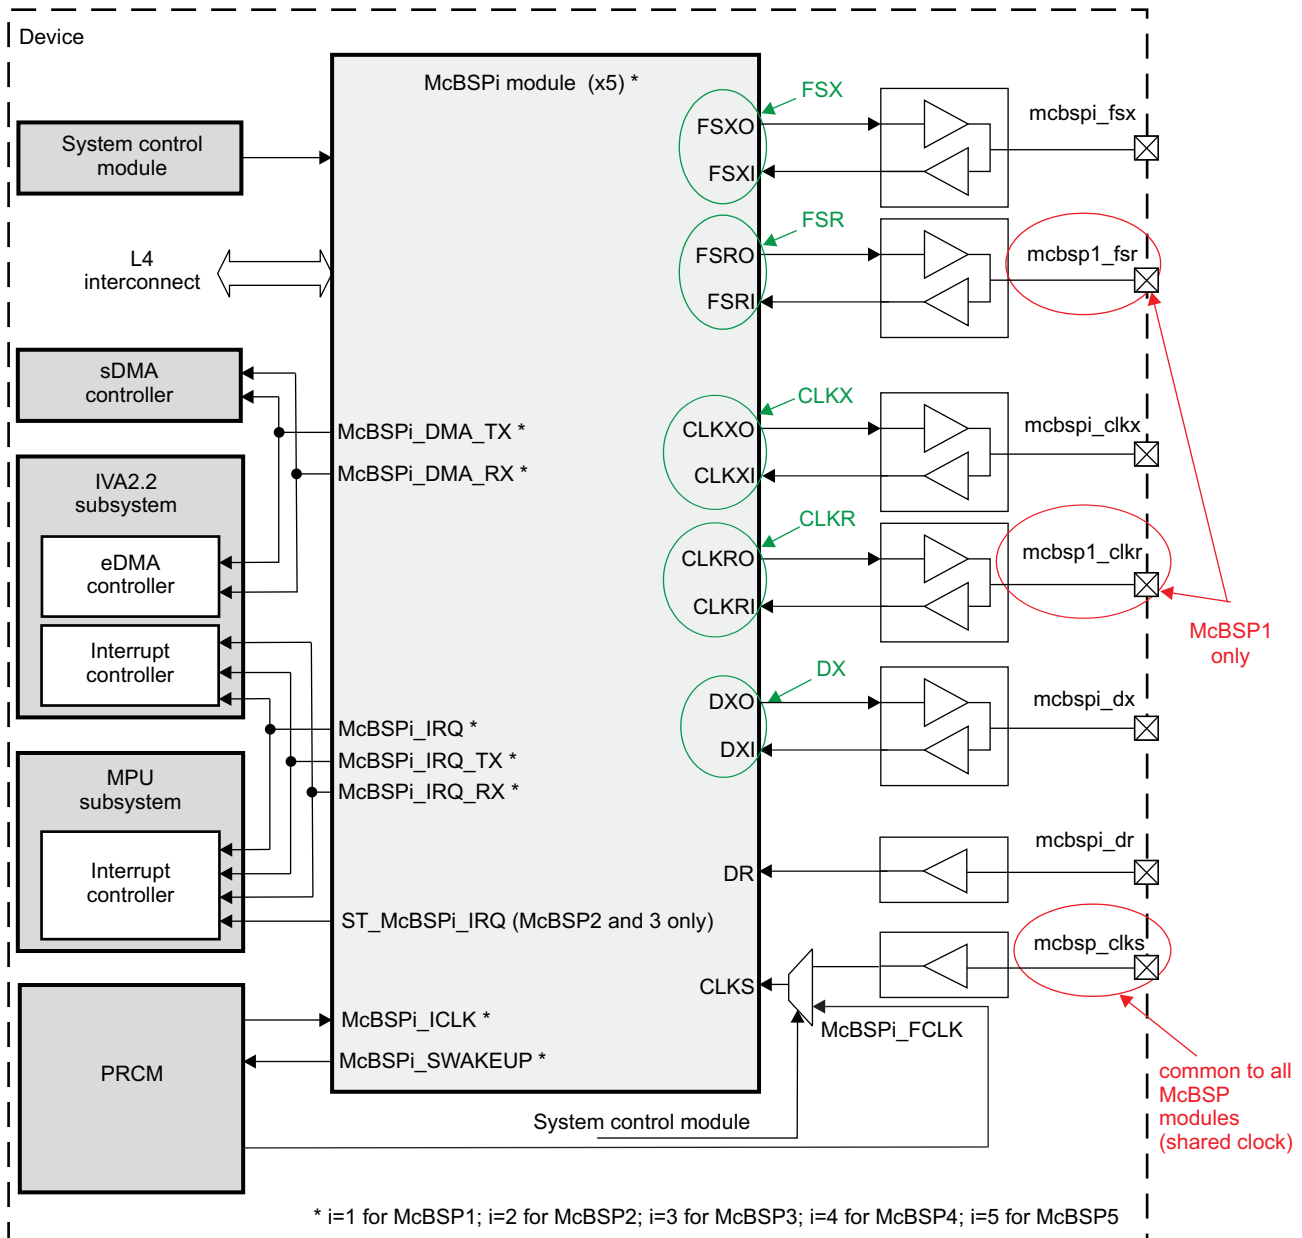 Device
McBSPi module (x5) *
System control
module
L4
interconnect
sDMA
controller
IVA2.2
subsystem
eDMA
controller
Interrupt
controller
MPU
subsystem
Interrupt
controller
PRCM
McBSPi_DMA_TX *
McBSPi_DMA_RX *
McBSPi_IRQ *
McBSPi_IRQ_TX *
McBSPi_IRQ_RX *
ST_McBSPi_IRQ (McBSP2 and 3 only)
McBSPi_ICLK *
McBSPi_SWAKEUP *
FSX
FSXO
FSXI
mcbspi_fsx
FSR
FSRO
FSRI
mcbsp1_fsr
CLKX
CLKXO
CLKXI
mcbspi_clkx
CLKR
CLKRO
CLKRI
mcbsp1_clkr
McBSP1
only
DX
DXO
DXI
mcbspi_dx
DR
mcbspi_dr
CLKS
mcbsp_clks
McBSPi_FCLK
System control module
common to all
McBSP
modules
(shared clock)
* i=1 for McBSP1; i=2 for McBSP2; i=3 for McBSP3; i=4 for McBSP4; i=5 for McBSP5